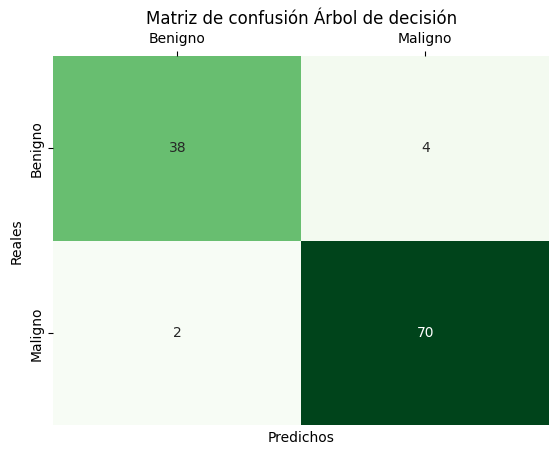 Matriz de confusión Árbol de decisión
Benigno
Maligno
Benigno
38
4
Reales
Maligno
2
70
Predichos